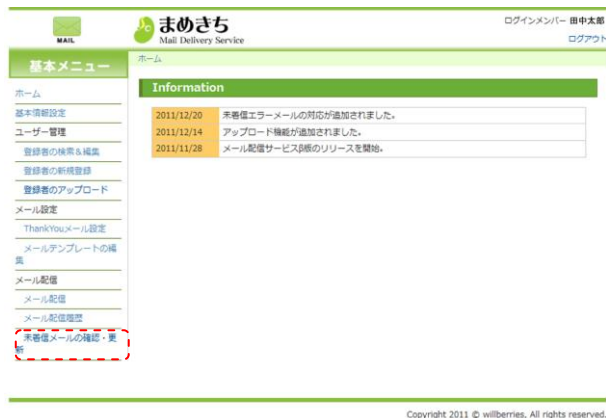 MAIL
まめきち
Mail Delivery Service
ログインメンバー 田中太郎
ログアウト
基本メニュー
ホーム
ホーム
基本情報設定
ユーザー管理
登録者の検索&編集
登録者の新規登録
登録者のアップロード
メール設定
ThankYouメール設定
メールテンプレートの編
集
メール配信
メール配信
メール配信履歴
未着信メールの確認・更
新
Information
2011/12/20 未着信エラーメールの対応が追加されました。
2011/12/14 アップロード機能が追加されました。
2011/11/28 メール配信サービスβ版のリリースを開始。
Copyright 2011 © willberries, All rights reserved.